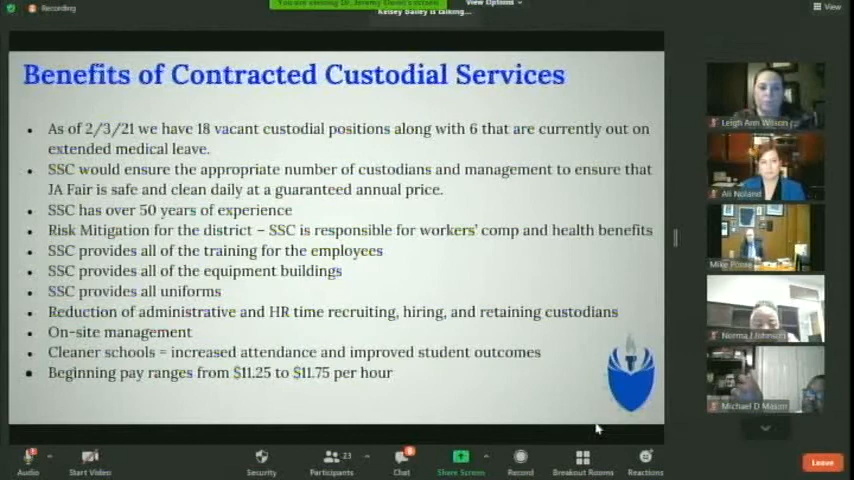 Recording
You are viewing Dr. Jeremy Owoh's screen
View Options
View
Kelsey Bailey is talking...
Benefits of Contracted Custodial Services
As of 2/3/21 we have 18 vacant custodial positions along with 6 that are currently out on
extended medical leave.
SSC would ensure the appropriate number of custodians and management to ensure that
JA Fair is safe and clean daily at a guaranteed annual price.
SSC has over 50 years of experience
Risk Mitigation for the district – SSC is responsible for workers' comp and health benefits
SSC provides all of the training for the employees
SSC provides all of the equipment buildings
SSC provides all uniforms
Reduction of administrative and HR time recruiting, hiring, and retaining custodians
On-site management
Cleaner schools = increased attendance and improved student outcomes
Beginning pay ranges from $11.25 to $11.75 per hour
Leigh Ann Wilson
Ali Noland
Mike Poore
Norma J Johnson
Michael D Mason
Audio
Start Video
Security
Participants
23
Chat
8
Share Screen
Record
Breakout Rooms
Reactions
Leave